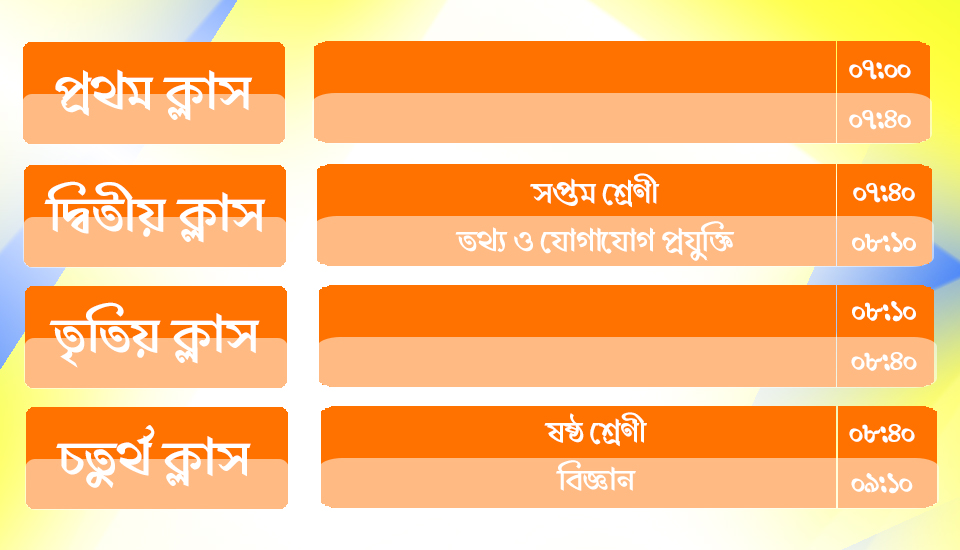 প্রথম ক্লাস
০৭:০০
০৭:৪০
দ্বিতীয় ক্লাস
সপ্তম শ্রেণী
০৭:৪০
তথ্য ও যোগাযোগ প্রযুক্তি
০৮:১০
তৃতিয় ক্লাস
০৮:১০
০৮:৪০
চতুর্থ ক্লাস
ষষ্ঠ শ্রেণী
০৮:৪০
বিজ্ঞান
০৯:১০